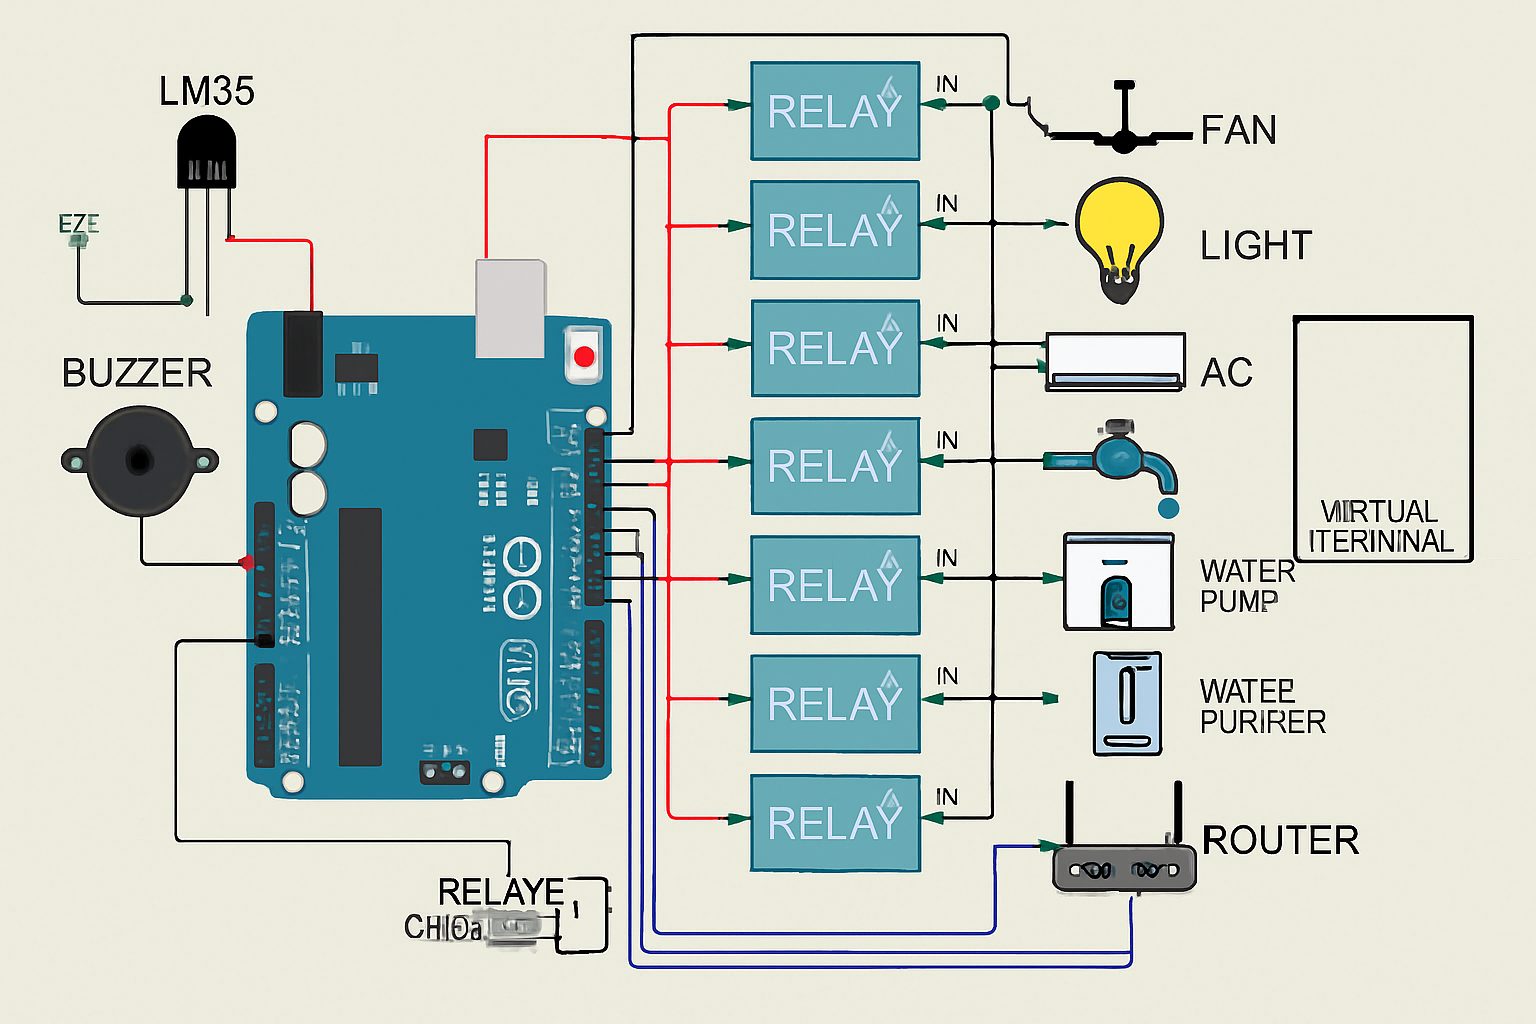 LM35
EZE
BUZZER
RELAY
IN
FAN
RELAY
IN
LIGHT
RELAY
IN
AC
RELAY
IN
VIRTUAL
ITERININAL
RELAY
IN
WATER
PUMP
RELAY
IN
WATEE
PURIRER
RELAY
IN
ROUTER
RELAYE